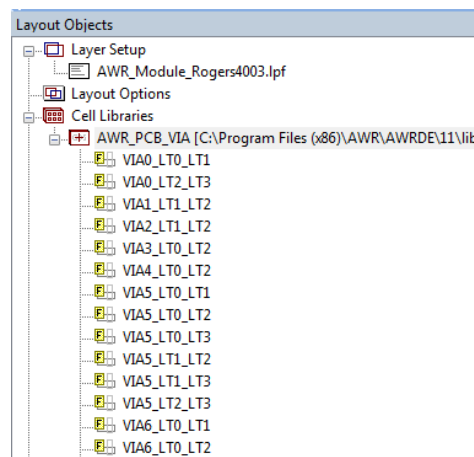 Layout Objects
Layer Setup
AWR_Module_Rogers4003.lpf
Layout Options
Cell Libraries
AWR_PCB_VIA [C:\Program Files (x86)\AWR\AWRDE\11\lib
VIA0_LT0_LT1
VIA0_LT2_LT3
VIA1_LT1_LT2
VIA2_LT1_LT2
VIA3_LT0_LT2
VIA4_LT0_LT2
VIA5_LT0_LT1
VIA5_LT0_LT2
VIA5_LT0_LT3
VIA5_LT1_LT2
VIA5_LT1_LT3
VIA5_LT2_LT3
VIA6_LT0_LT1
VIA6_LT0_LT2